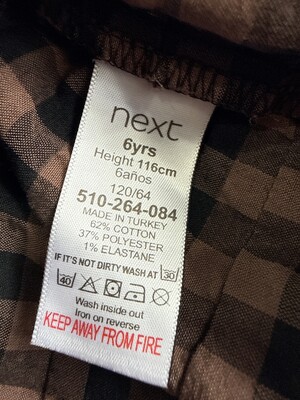 next
6yrs
Height 116cm
6años
120/64
510-264-084
MADE IN TURKEY
62% COTTON
37% POLYESTER
1% ELASTANE
IF IT'S NOT DIRTY WASH AT 30
40
Wash inside out
Iron on reverse
KEEP AWAY FROM FIRE